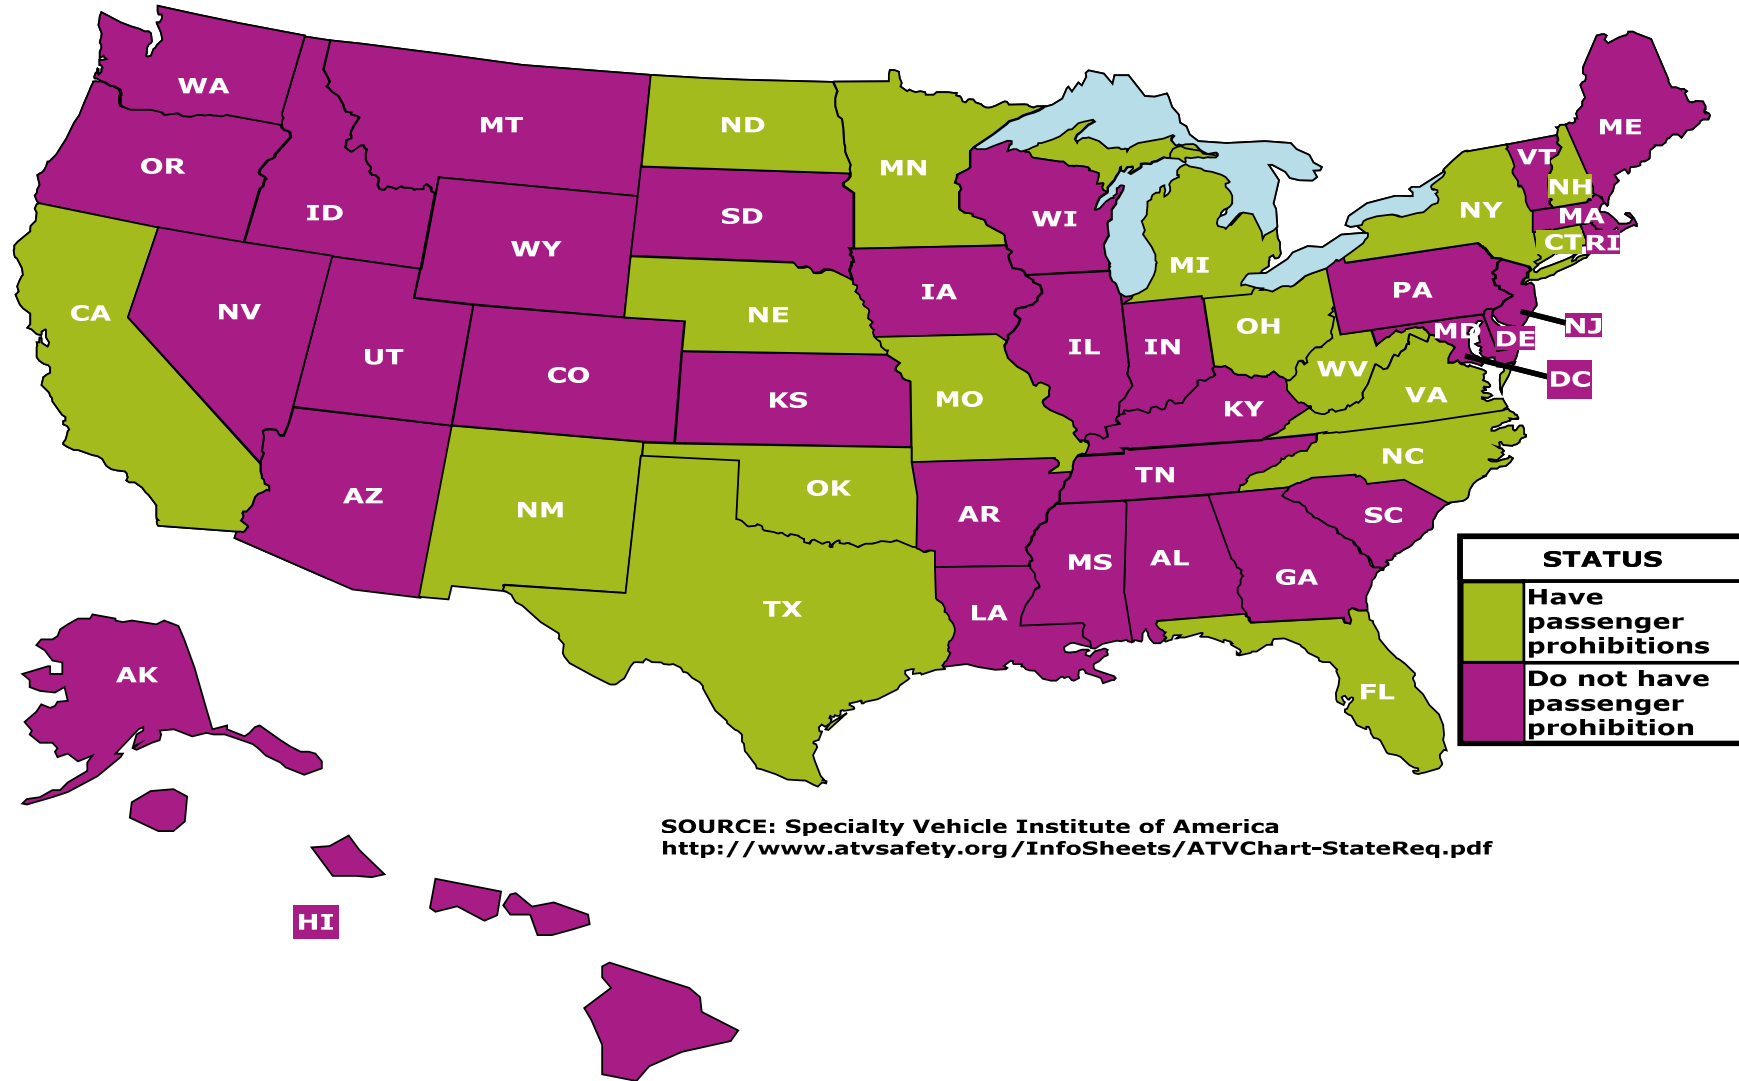 WA
MT
ND
MN
OR
ID
SD
WY
WI
MI
ME
VT
NH
NY
MA
CT
RI
CA
NV
UT
CO
NE
IA
IL
IN
OH
PA
NJ
MD
DE
DC
WV
VA
KS
MO
KY
NC
TN
AZ
NM
OK
AR
SC
MS
AL
GA
TX
LA
FL
AK
HI
STATUS
Have
passenger
prohibitions
Do not have
passenger
prohibition
SOURCE: Specialty Vehicle Institute of America
http://www.atvsafety.org/InfoSheets/ATVChart-StateReq.pdf